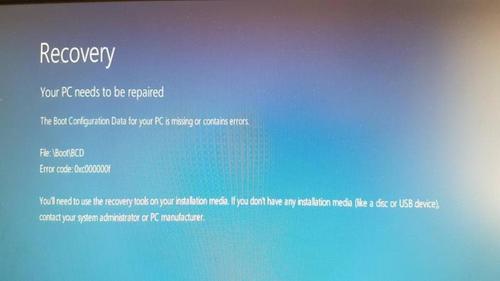 Recovery
Your PC needs to be repaired
The Boot Configuration Data for your PC is missing or contains errors.
File: \Boot\BCD
Error code: 0xc000000f
You'll need to use the recovery tools on your installation media. If you don't have any installation media (like a disc or USB device),
contact your system administrator or PC manufacturer.